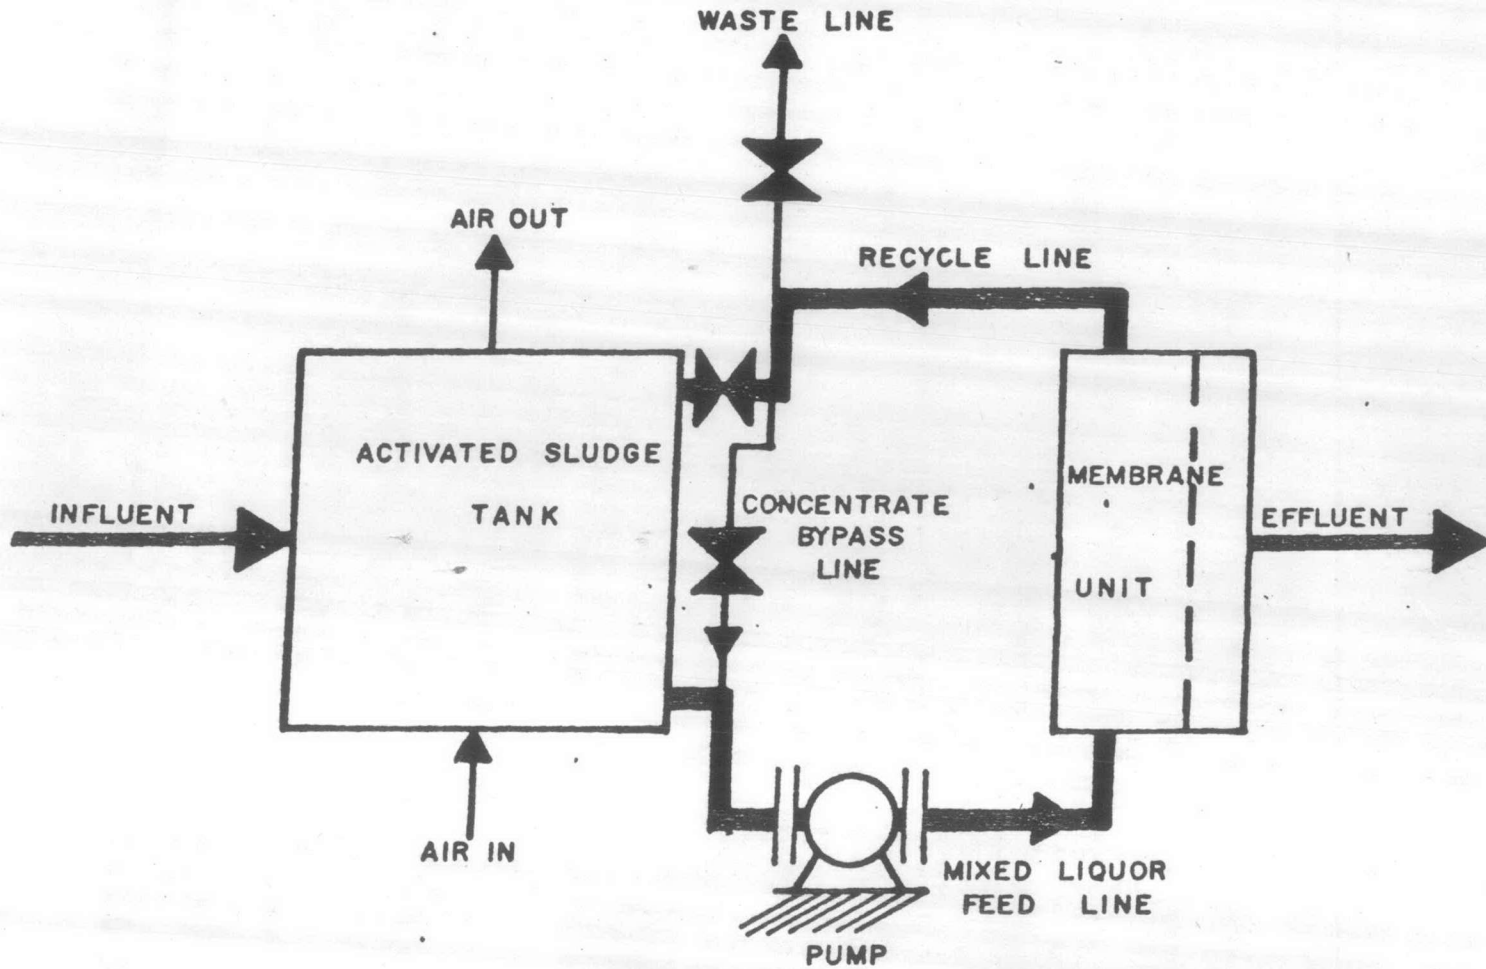 WASTE LINE
AIR OUT
RECYCLE LINE
ACTIVATED SLUDGE
TANK
INFLUENT
CONCENTRATE
BYPASS
LINE
MEMBRANE
UNIT
EFFLUENT
AIR IN
MIXED LIQUOR
FEED LINE
PUMP